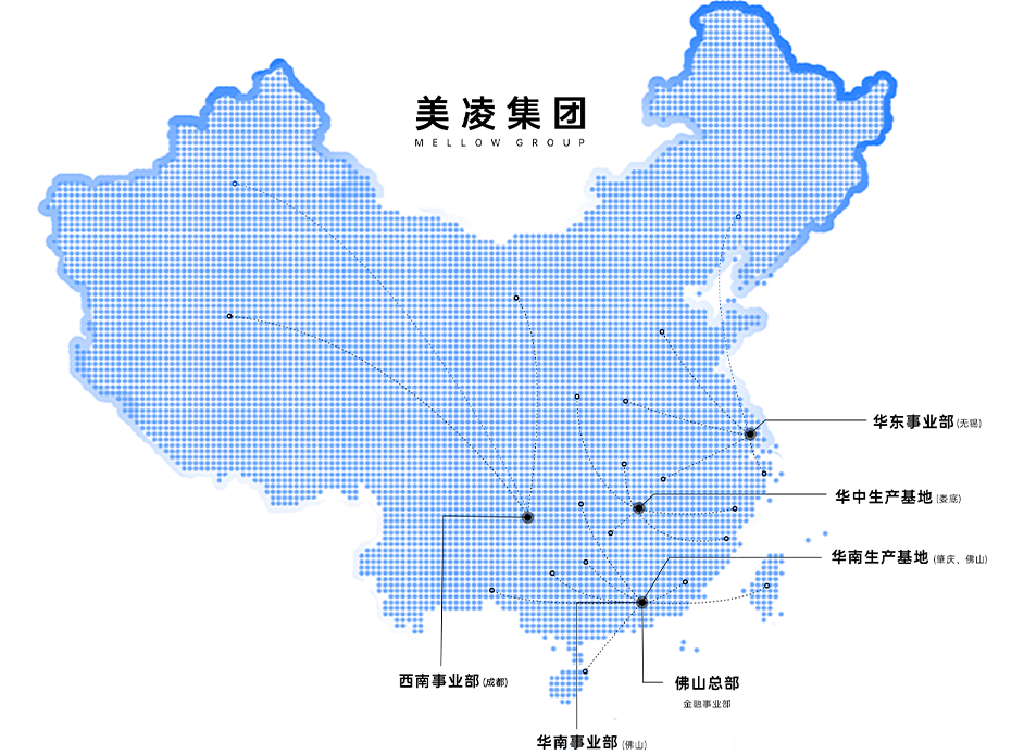 美凌集团
MELLOW GROUP
华东事业部(无锡)
华中生产基地(娄底)
华南生产基地(肇庆、佛山)
西南事业部(成都)
佛山总部
金融事业部
华南事业部(佛山)